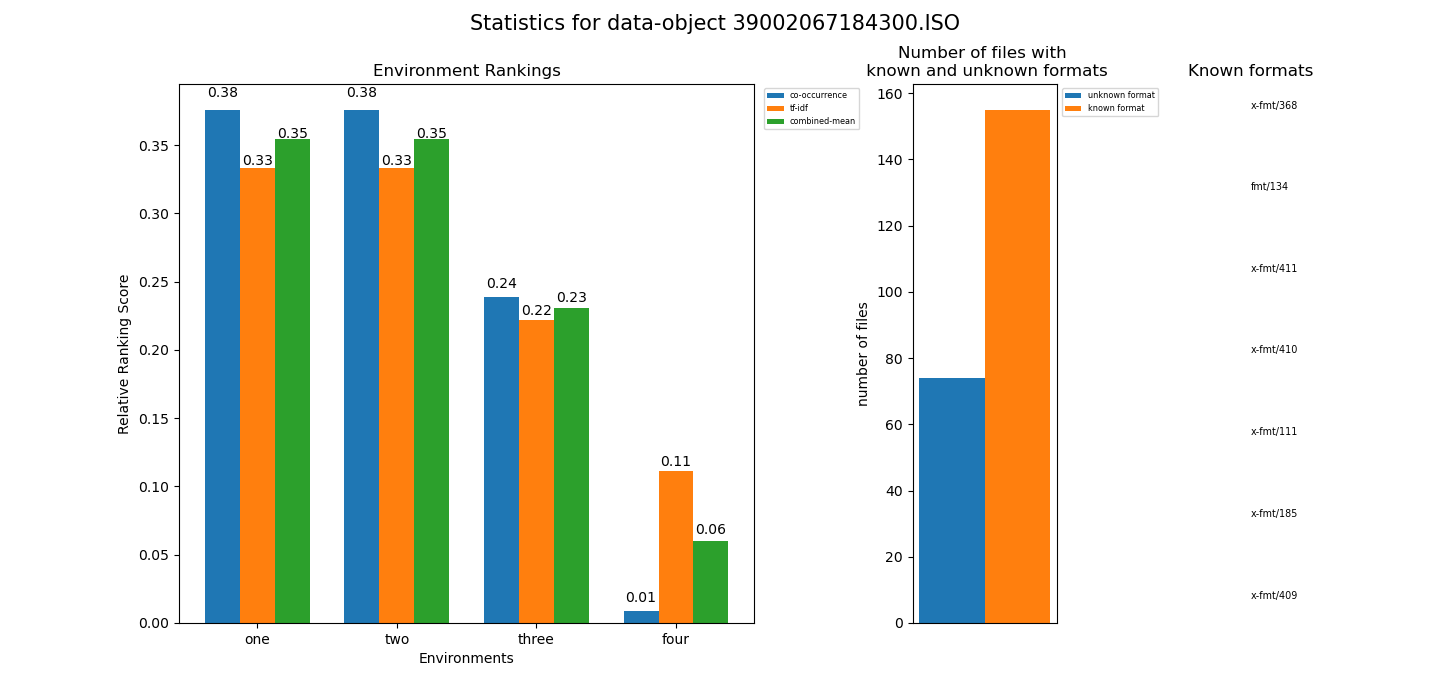 Statistics for data-object 39002067184300.ISO
Environment Rankings
Relative Ranking Score
0.35
0.30
0.25
0.20
0.15
0.10
0.05
0.00
0.38
0.33
0.35
0.38
0.33
0.35
0.24
0.22
0.23
0.01
0.11
0.06
one two three four
Environments
co-occurrence
tf-idf
combined-mean
Number of files with
known and unknown formats
number of files
160
140
120
100
80
60
40
20
0
unknown format
known format
Known formats
x-fmt/368
fmt/134
x-fmt/411
x-fmt/410
x-fmt/111
x-fmt/185
x-fmt/409